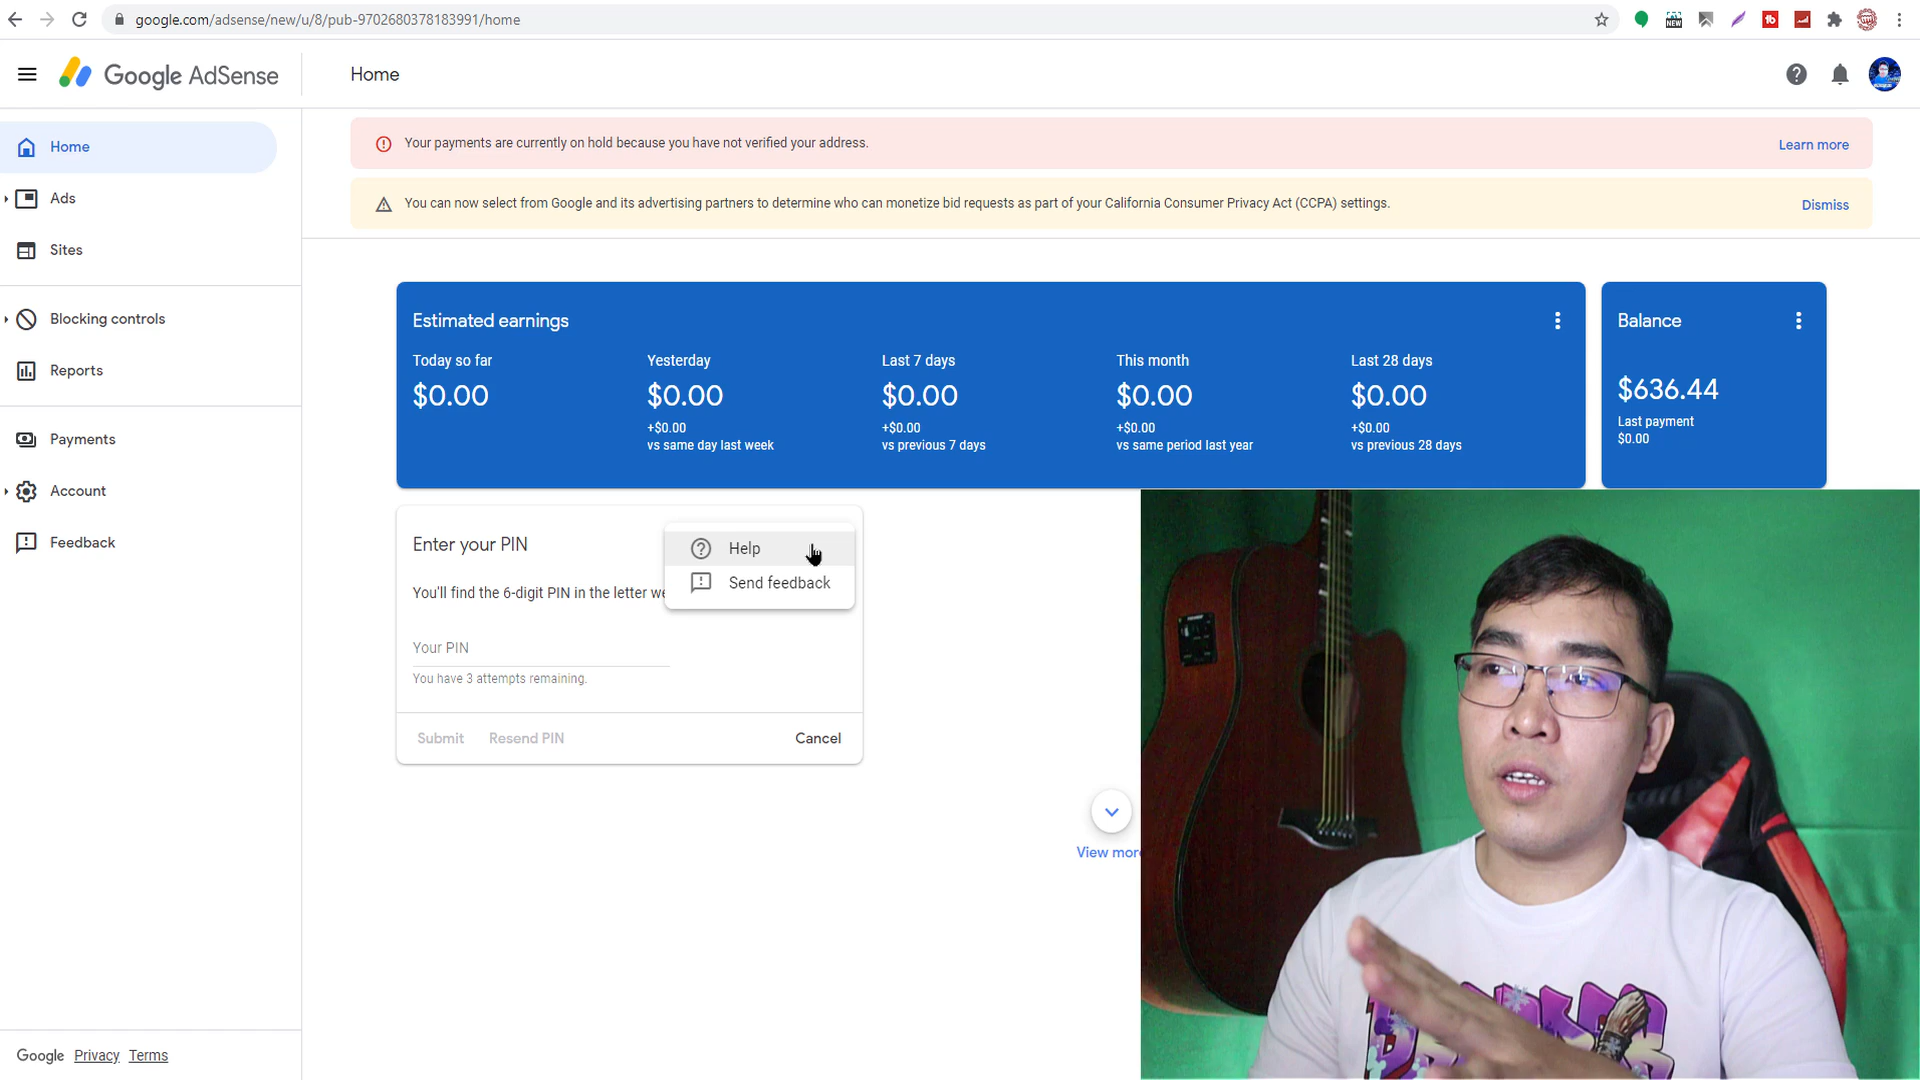 google.com/adsense/new/u/8/pub-9702680378183991/home
NEW
Google AdSense
Home
Home
Ads
Sites
Blocking controls
Reports
Payments
Account
Feedback
Your payments are currently on hold because you have not verified your address.
Learn more
You can now select from Google and its advertising partners to determine who can monetize bid requests as part of your California Consumer Privacy Act (CCPA) settings.
Dismiss
Estimated earnings
Today so far
$0.00
Yesterday
$0.00
+$0.00
vs same day last week
Last 7 days
$0.00
+$0.00
vs previous 7 days
This month
$0.00
+$0.00
vs same period last year
Last 28 days
$0.00
+$0.00
vs previous 28 days
Balance
$636.44
Last payment
$0.00
Enter your PIN
Help
Send feedback
You'll find the 6-digit PIN in the letter we
Your PIN
You have 3 attempts remaining.
Submit
Resend PIN
Cancel
View more
Google
Privacy
Terms